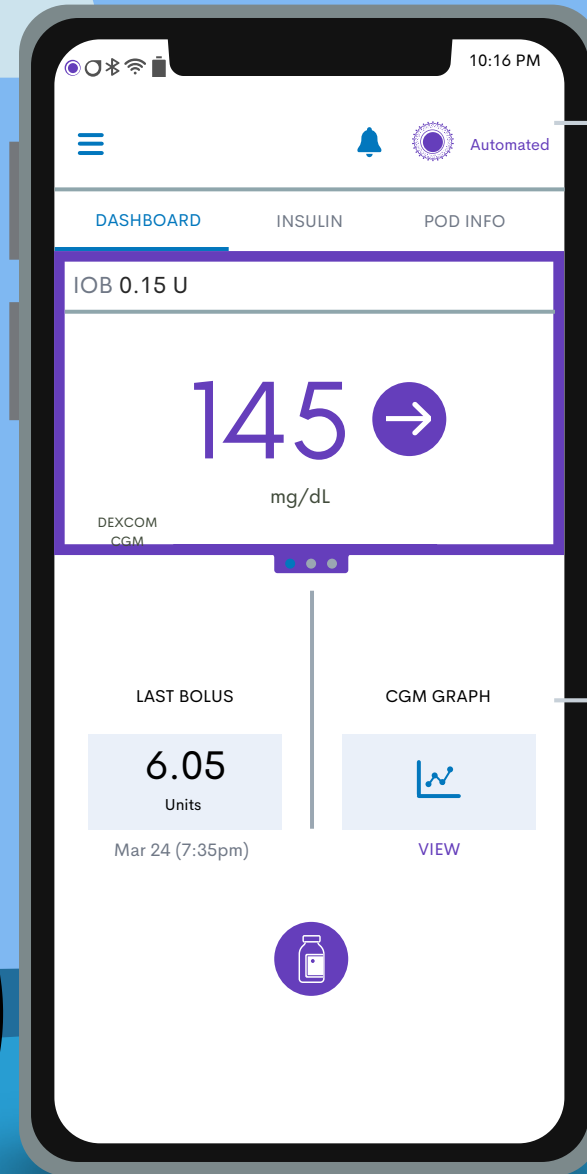 10:16 PM
Automated
DASHBOARD INSULIN POD INFO
IOB 0.15 U
145
mg/dL
DEXCOM
CGM
LAST BOLUS CGM GRAPH
6.05
Units
Mar 24 (7:35pm) VIEW